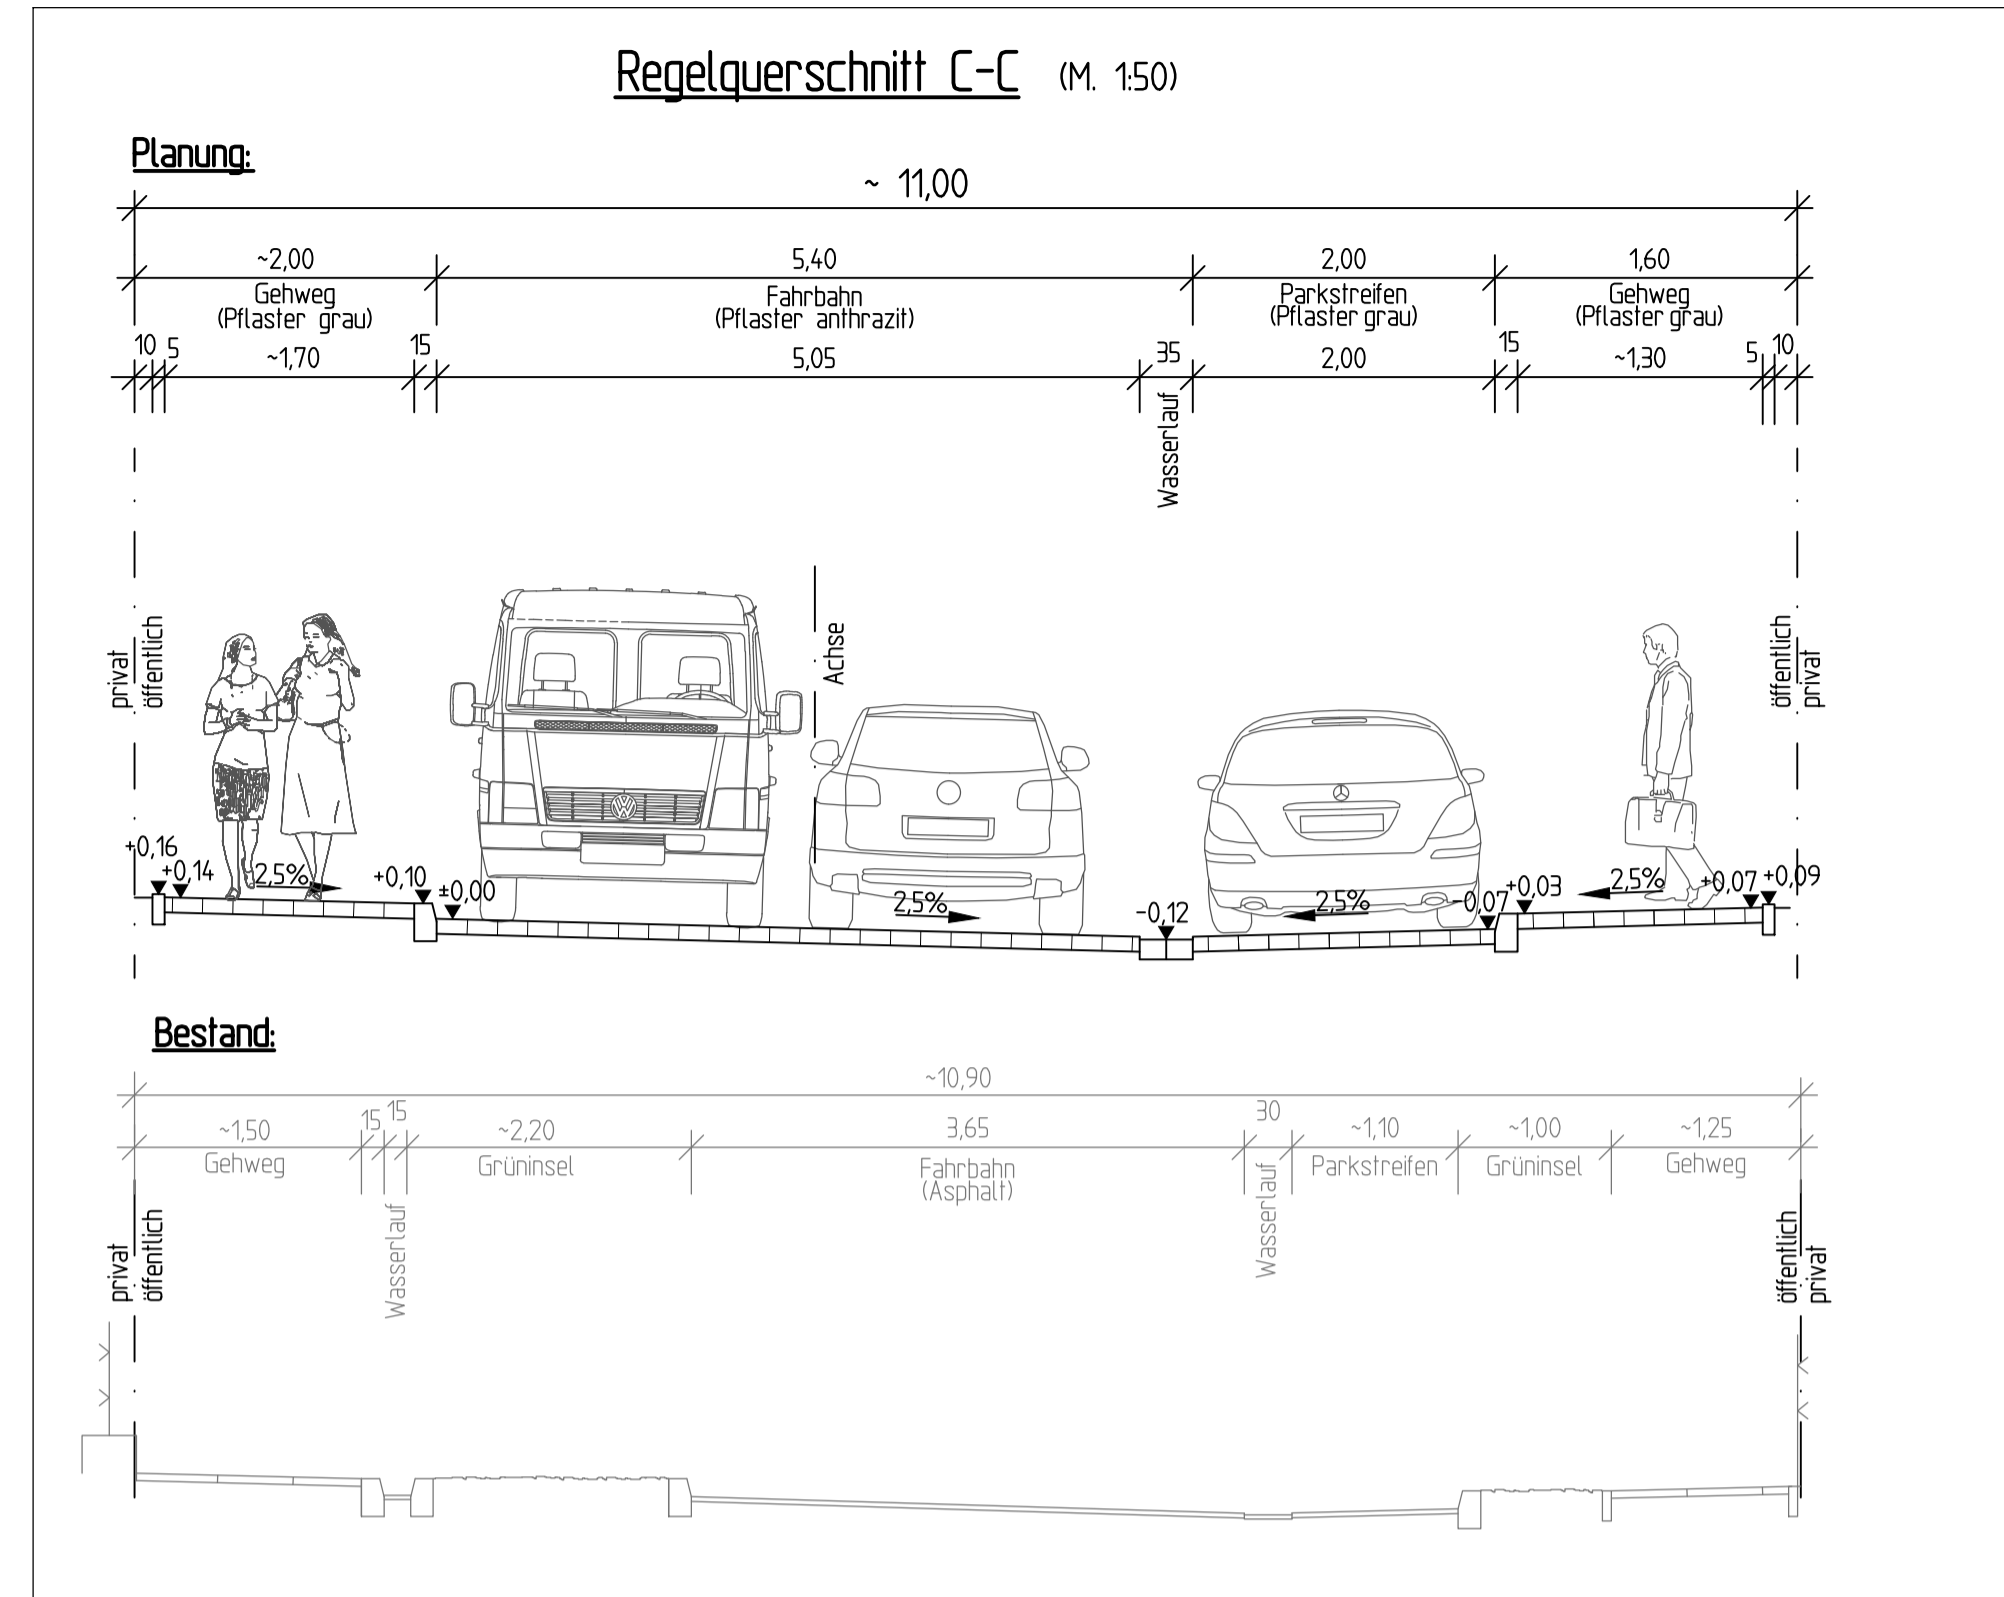 Regelquerschnitt C-C (M. 1:50)
Planung:
~ 11,00
~2,00 5,40 2,00 1,60
Gehweg Fahrbahn Parkstreifen Gehweg
(Pflaster grau) (Pflaster anthrazit) (Pflaster grau) (Pflaster grau)
10 5 ~1,70 15 5,05 35 2,00 15 ~1,30 5 10
Wasserlauf
privat
öffentlich
Achse
öffentlich
privat
+0,16 +0,14 2,5% +0,10 ±0,00 2,5% -0,12 2,5% -0,07 +0,03 2,5% +0,07 +0,09
Bestand:
~10,90
~1,50 15 15 ~2,20 3,65 30 ~1,10 ~1,00 ~1,25
Gehweg Grüninsel Fahrbahn Parkstreifen Grüninsel Gehweg
(Asphalt)
Wasserlauf
Wasserlauf
privat
öffentlich
öffentlich
privat